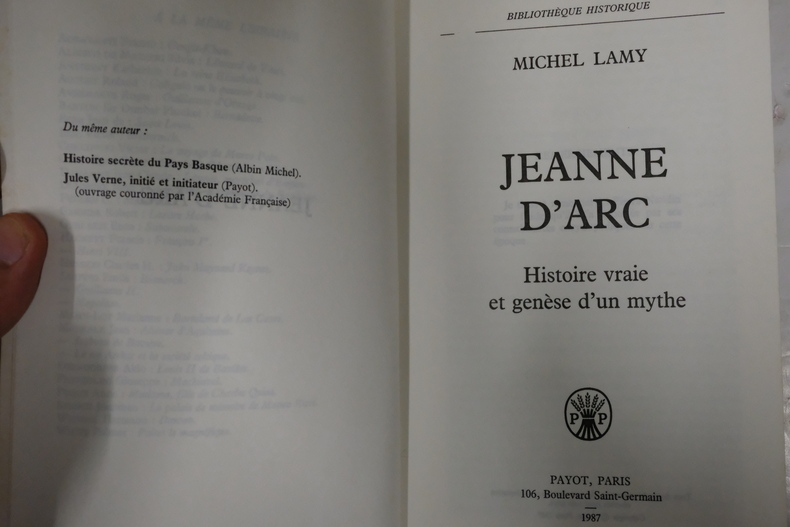 Du même auteur :
Histoire secrète du Pays Basque (Albin Michel).
Jules Verne, initié et initiateur (Payot).
(ouvrage couronné par l'Académie Française)
BIBLIOTHÈQUE HISTORIQUE
MICHEL LAMY
JEANNE
D'ARC
Histoire vraie
et genèse d'un mythe
P P
PAYOT, PARIS
106, Boulevard Saint-Germain
1987